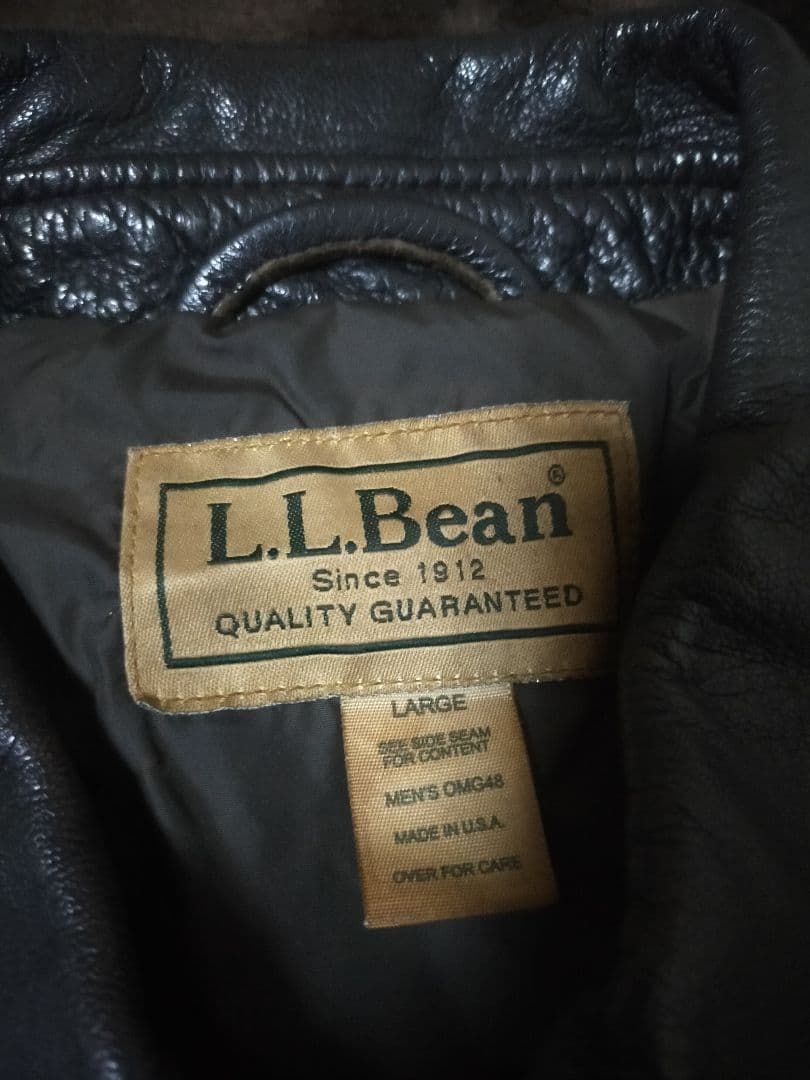 L.L.Bean®
Since 1912
QUALITY GUARANTEED
LARGE
SEE SIDE SEAM
FOR CONTENT
MEN'S OMG48
MADE IN U.S.A.
OVER FOR CARE